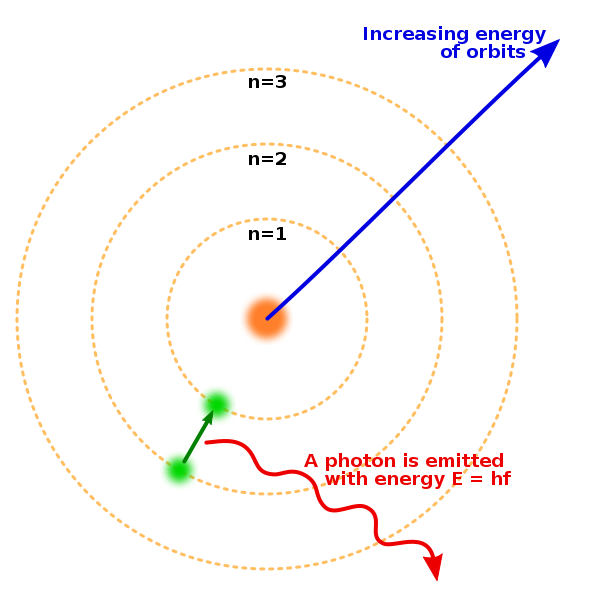 Increasing energy
of orbits
n=3
n=2
n=1
A photon is emitted
with energy E = hf